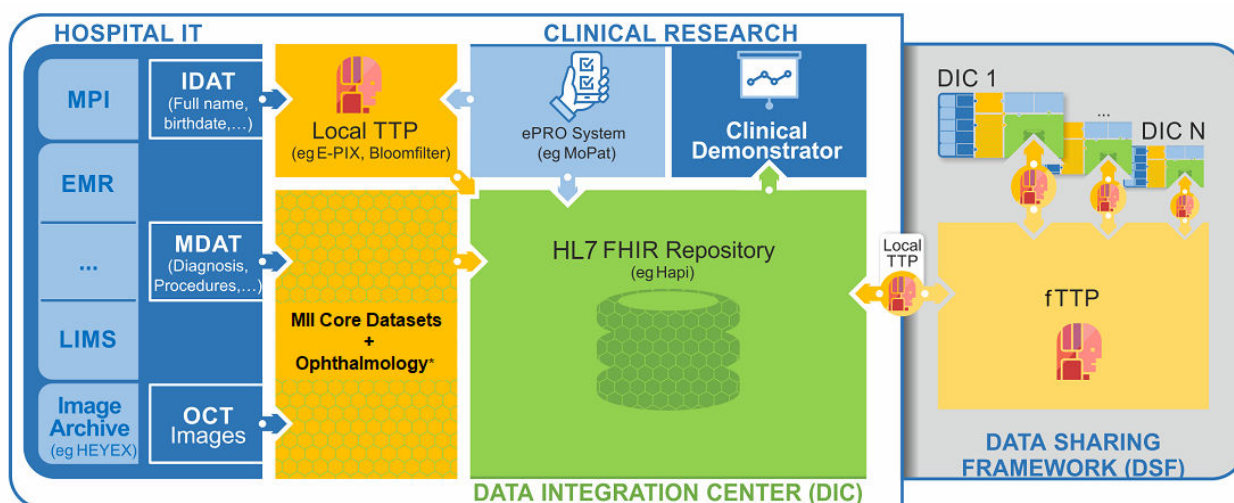 HOSPITAL IT
MPI
EMR
...
LIMS
Image
Archive
(eg HEYEX)
IDAT
(Full name,
birthdate,...)
MDAT
(Diagnosis,
Procedures,...)
OCT
Images
Local TTP
(eg E-PIX, Bloomfilter)
MII Core Datasets
+
Ophthalmology*
CLINICAL RESEARCH
ePRO System
(eg MoPat)
Clinical
Demonstrator
HL7 FHIR Repository
(eg Hapi)
DATA INTEGRATION CENTER (DIC)
Local
TTP
DIC 1
...
DIC N
fTTP
DATA SHARING
FRAMEWORK (DSF)